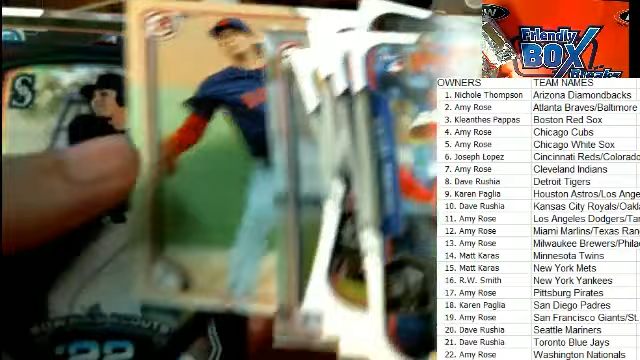 Friendly
BOX
Breaks
OWNERS TEAM NAMES
1. Nichole Thompson Arizona Diamondbacks
2. Amy Rose Atlanta Braves/Baltimore
3. Kleanthes Pappas Boston Red Sox
4. Amy Rose Chicago Cubs
5. Amy Rose Chicago White Sox
6. Joseph Lopez Cincinnati Reds/Colorado
7. Amy Rose Cleveland Indians
8. Dave Rushia Detroit Tigers
9. Karen Paglia Houston Astros/Los Angele
10. Dave Rushia Kansas City Royals/Oakla
11. Amy Rose Los Angeles Dodgers/Tan
12. Amy Rose Miami Marlins/Texas Ran
13. Amy Rose Milwaukee Brewers/Phila
14. Matt Karas Minnesota Twins
15. Matt Karas New York Mets
16. R.W. Smith New York Yankees
17. Amy Rose Pittsburg Pirates
18. Karen Paglia San Diego Padres
19. Amy Rose San Francisco Giants/St.
20. Dave Rushia Seattle Mariners
21. Dave Rushia Toronto Blue Jays
22. Amy Rose Washington Nationals
S
'22